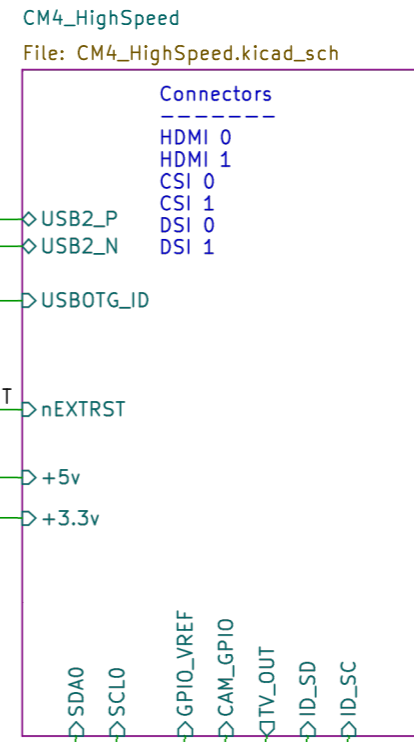 CM4_HighSpeed
File: CM4_HighSpeed.kicad_sch
Connectors
-------
HDMI 0
HDMI 1
CSI 0
CSI 1
DSI 0
DSI 1
USB2_P
USB2_N
USBOTG_ID
T
nEXTRST
+5v
+3.3v
SDA0
SCL0
GPIO_VREF
CAM_GPIO
TV_OUT
ID_SD
ID_SC